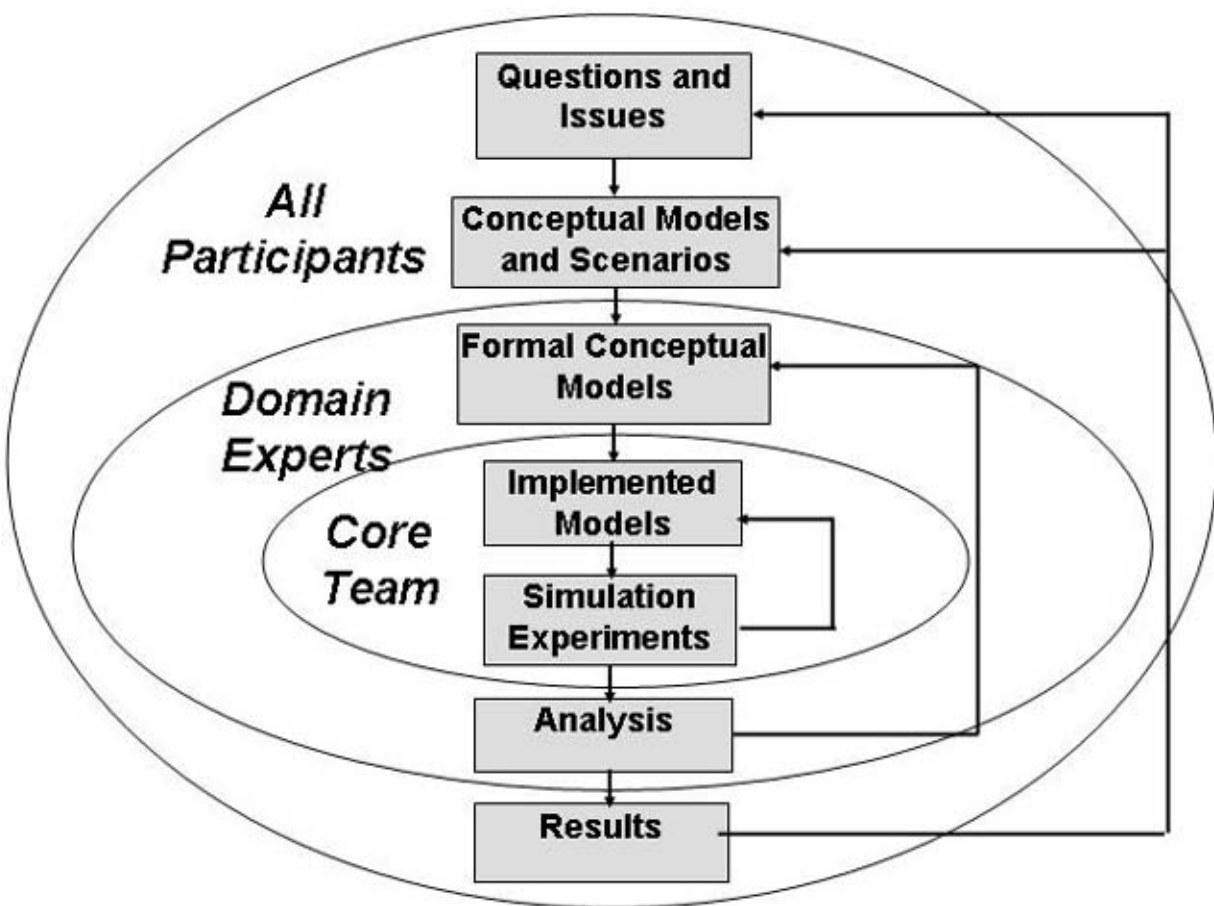 Questions and
Issues
All
Participants
Conceptual Models
and Scenarios
Formal Conceptual
Models
Domain
Experts
Implemented
Models
Core
Team
Simulation
Experiments
Analysis
Results